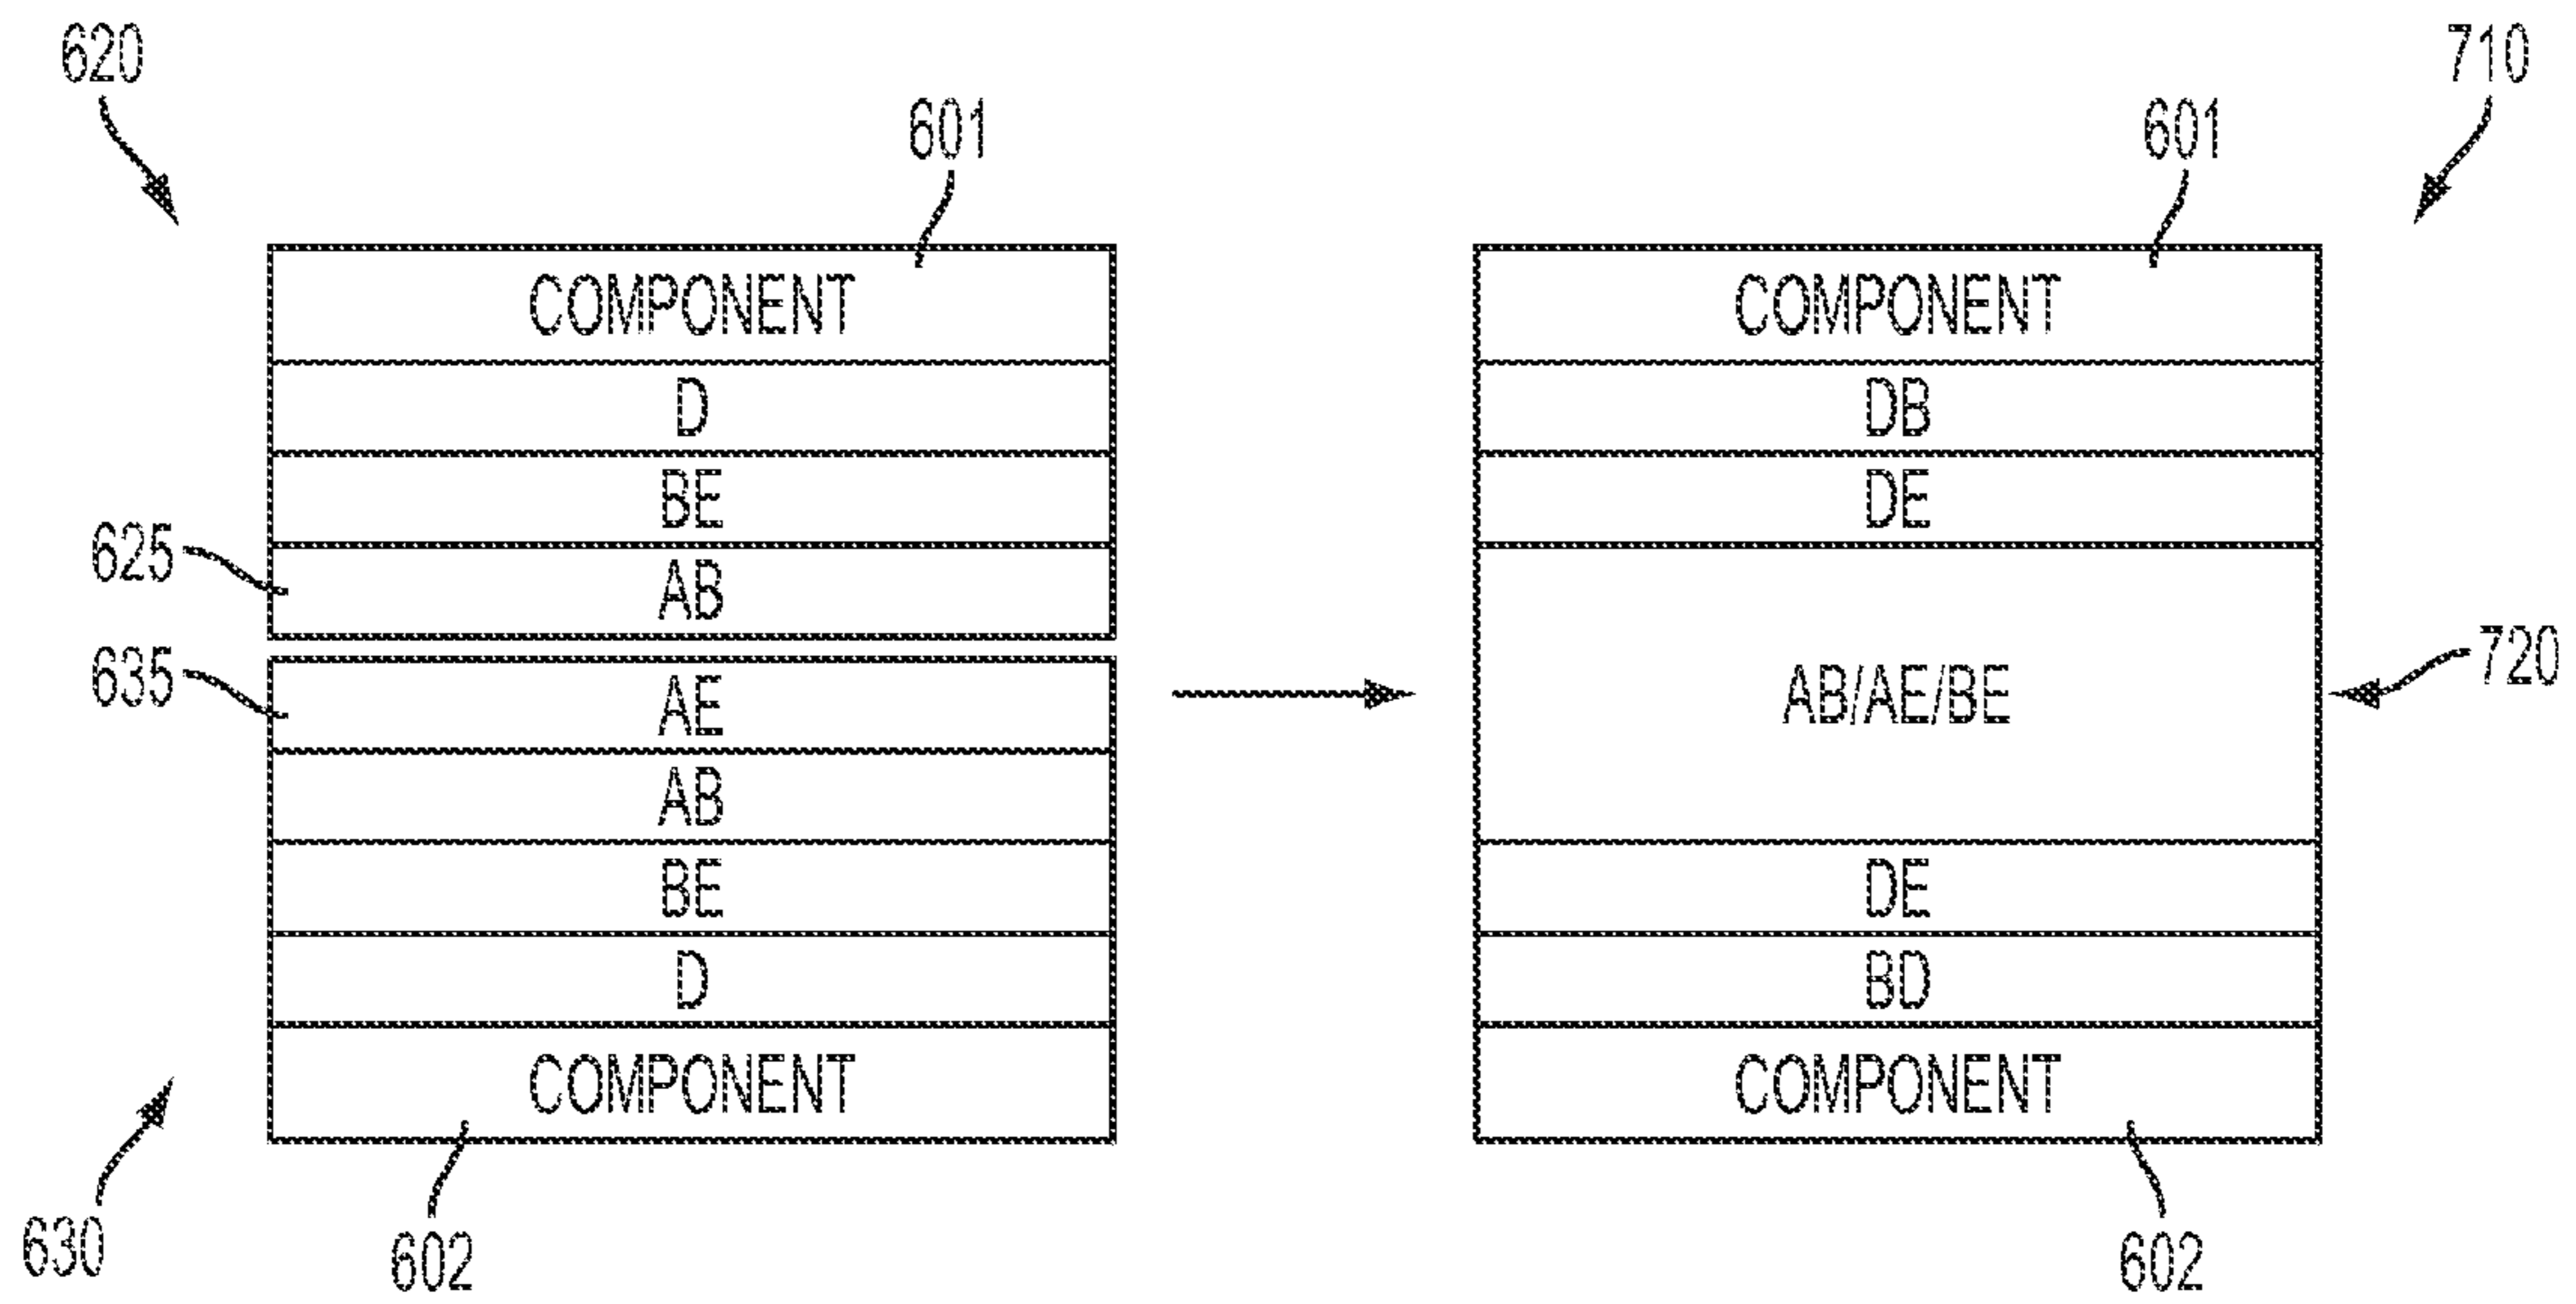 620
710
601
601
COMPONENT
COMPONENT
D
DB
BE
DE
625
AB
635
AE
AB/AE/BE
720
AB
BE
DE
D
BD
COMPONENT
COMPONENT
630
602
602